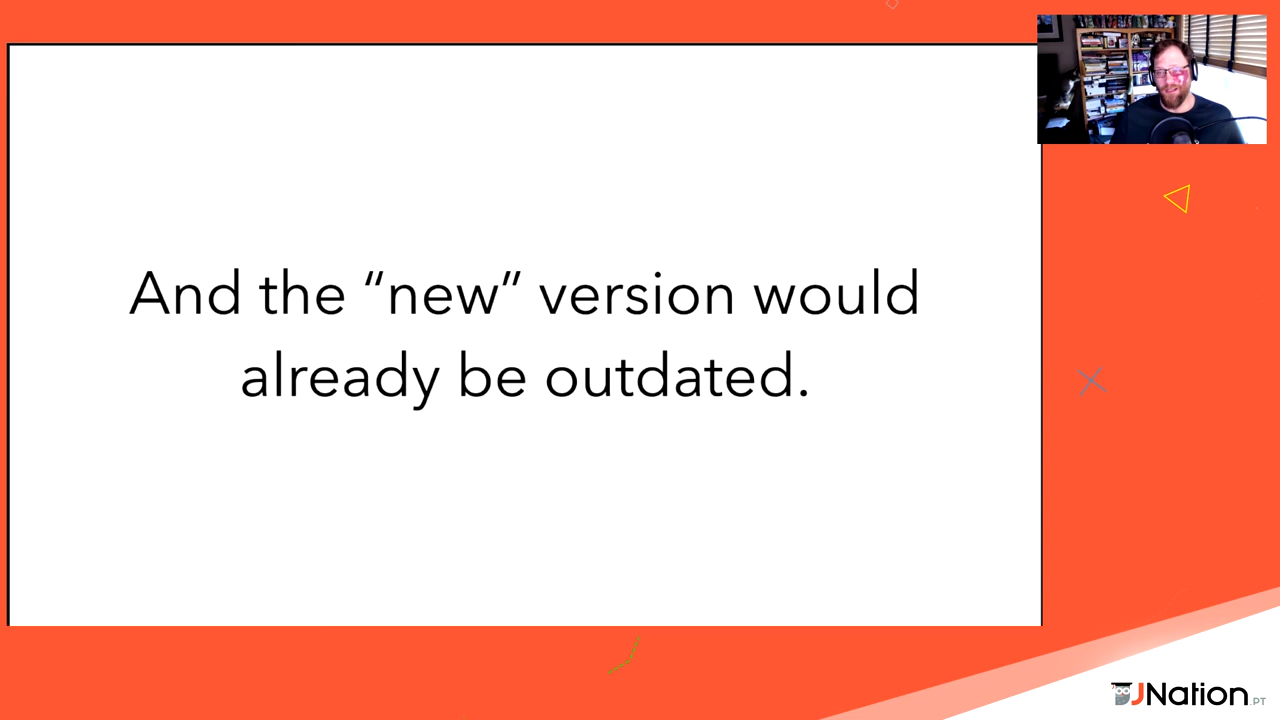 And the “new” version would
already be outdated.
JNation.PT